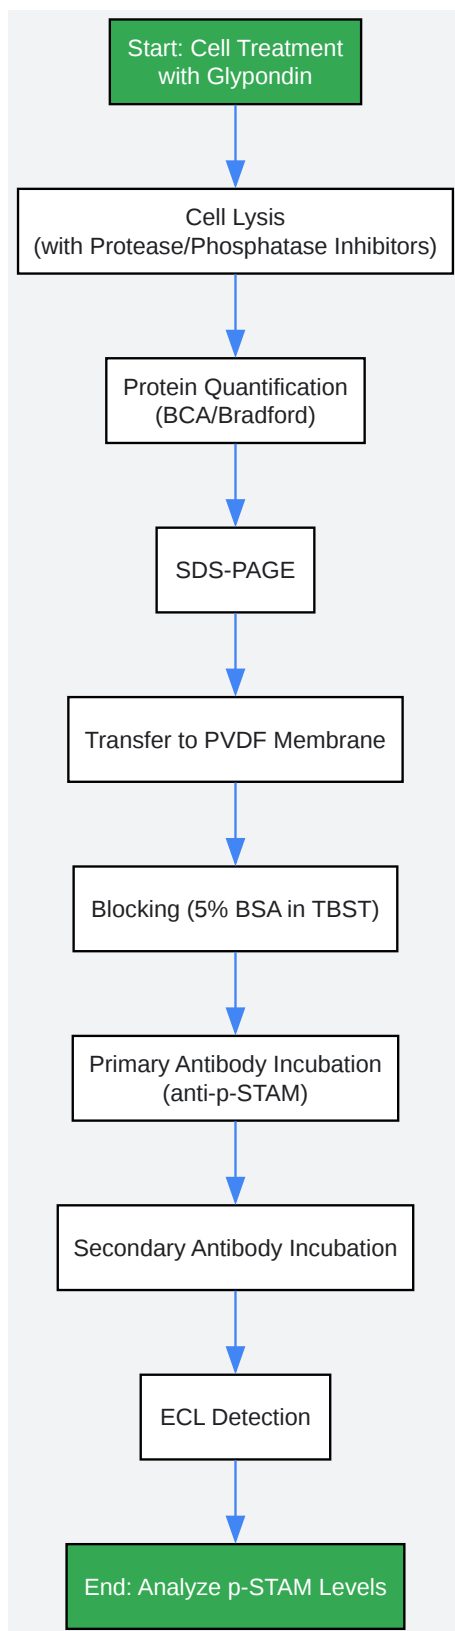 Start: Cell Treatment
with Glypondin
Cell Lysis
(with Protease/Phosphatase Inhibitors)
Protein Quantification
(BCA/Bradford)
SDS-PAGE
Transfer to PVDF Membrane
Blocking (5% BSA in TBST)
Primary Antibody Incubation
(anti-p-STAM)
Secondary Antibody Incubation
ECL Detection
End: Analyze p-STAM Levels